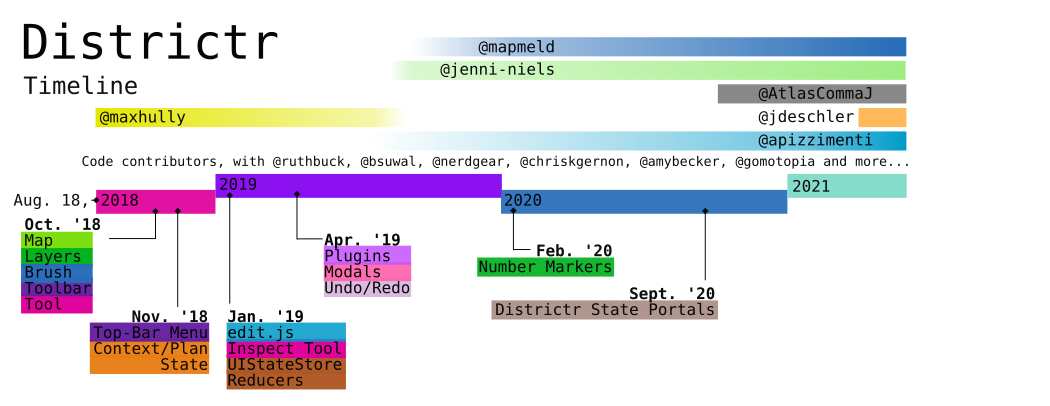 Districtr
Timeline
@mapmeld
@jenni-niels
@AtlasCommaJ
@maxhully
@jdeschler
@apizzimenti
Code contributors, with @ruthbuck, @bsuwal, @nerdgear, @chriskgernon, @amybecker, @gomotopia and more...
2019
2021
Aug. 18,
2018
2020
Oct. '18
Map
Layers
Brush
Toolbar
Tool
Nov. '18
Top-Bar Menu
Context/Plan
State
Jan. '19
edit.js
Inspect Tool
UIStateStore
Reducers
Apr. '19
Plugins
Modals
Undo/Redo
Feb. '20
Number Markers
Sept. '20
Districtr State Portals